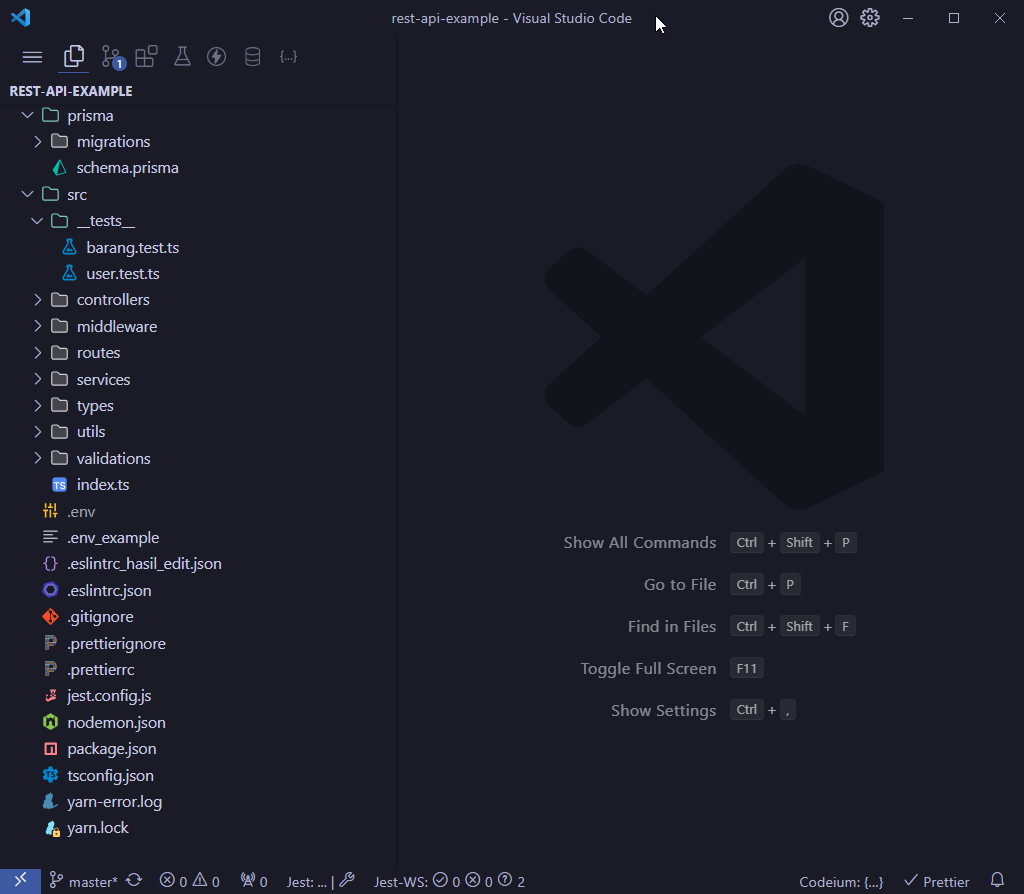 rest-api-example - Visual Studio Code
1
{...}
REST-API-EXAMPLE
prisma
migrations
schema.prisma
src
__tests__
barang.test.ts
user.test.ts
controllers
middleware
routes
services
types
utils
validations
TS index.ts
.env
.env_example
{} .eslintrc_hasil_edit.json
.eslintrc.json
.gitignore
.prettierignore
.prettierrc
jest.config.js
nodemon.json
package.json
TS tsconfig.json
yarn-error.log
yarn.lock
Show All Commands Ctrl + Shift + P
Go to File Ctrl + P
Find in Files Ctrl + Shift + F
Toggle Full Screen F11
Show Settings Ctrl + ,
master* 0 0 0 Jest: ... | Jest-WS: 0 0 2 Codeium: {...} Prettier